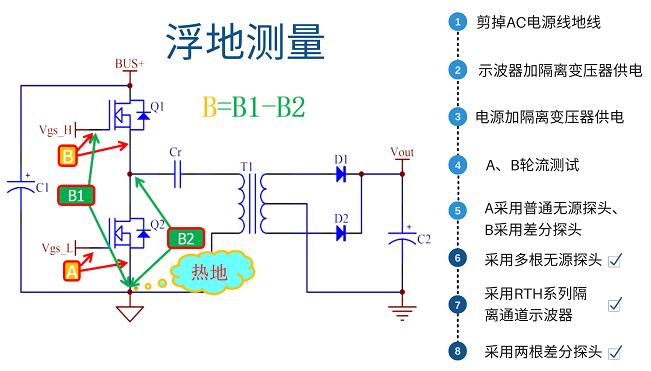 浮地测量
B=B1-B2
BUS+
Q1
Vgs_H
B
Cr
T1
D1
Vout
+
C1
B1
Q2
D2
+
C2
Vgs_L
B2
A
热地
1 剪掉AC电源线地线
2 示波器加隔离变压器供电
3 电源加隔离变压器供电
4 A、B轮流测试
5 A采用普通无源探头、
B采用差分探头
6 采用多根无源探头
7 采用RTH系列隔
离通道示波器
8 采用两根差分探头